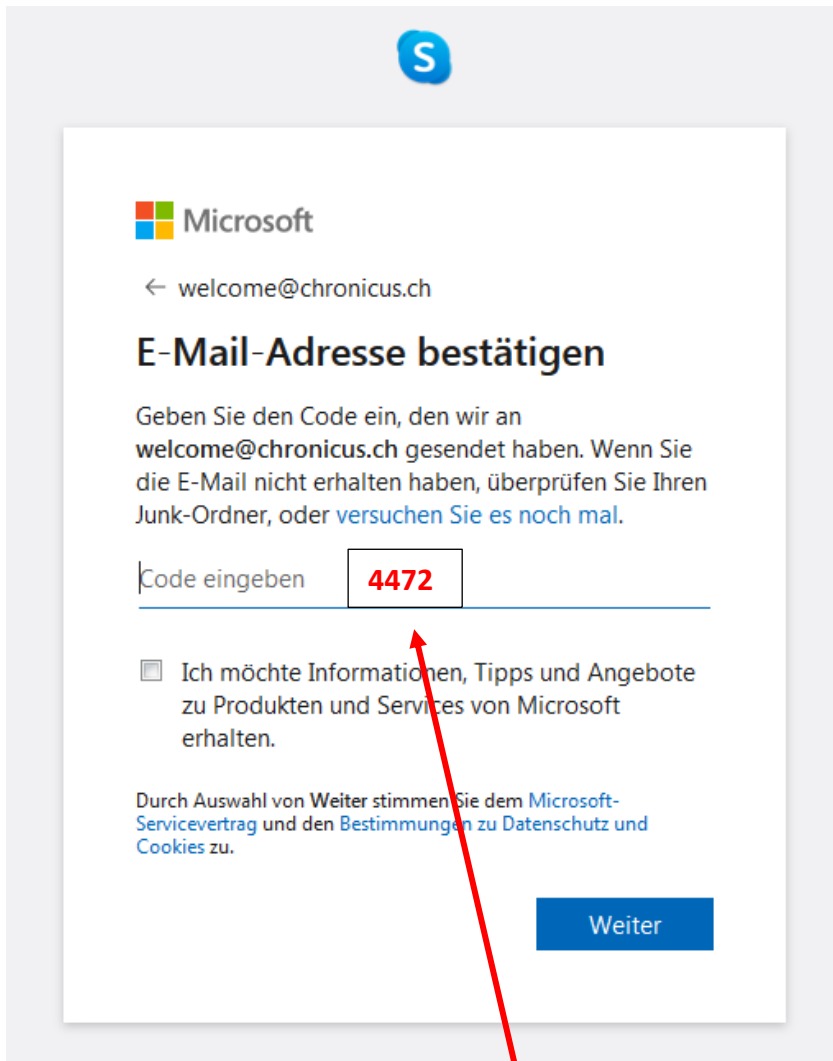 S
Microsoft
← welcome@chronicus.ch
E-Mail-Adresse bestätigen
Geben Sie den Code ein, den wir an
welcome@chronicus.ch gesendet haben. Wenn Sie
die E-Mail nicht erhalten haben, überprüfen Sie Ihren
Junk-Ordner, oder versuchen Sie es noch mal.
Code eingeben 4472
Ich möchte Informationen, Tipps und Angebote
zu Produkten und Services von Microsoft
erhalten.
Durch Auswahl von Weiter stimmen Sie dem Microsoft-
Servicevertrag und den Bestimmungen zu Datenschutz und
Cookies zu.
Weiter